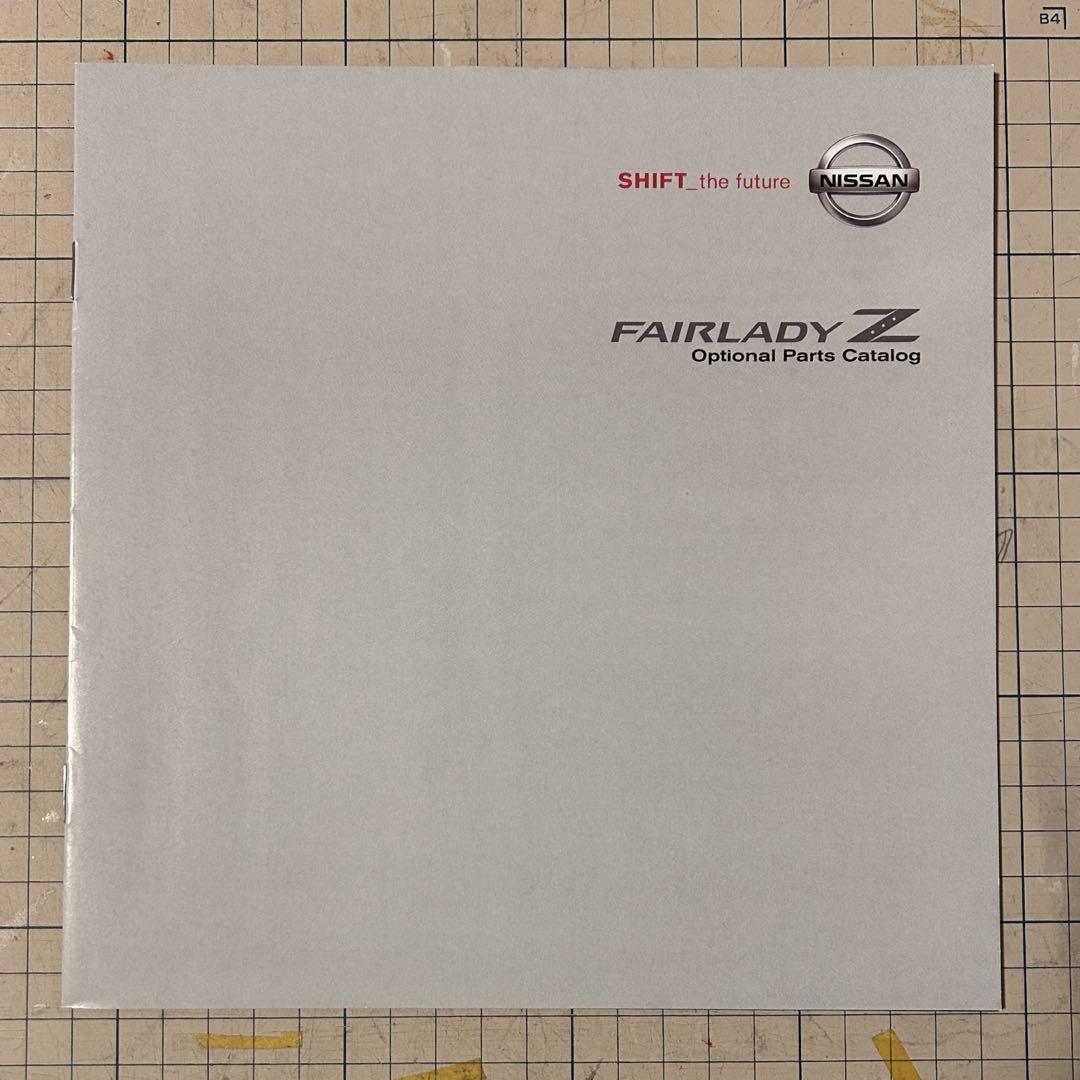 B4
SHIFT_the future
NISSAN
FAIRLADY Z
Optional Parts Catalog